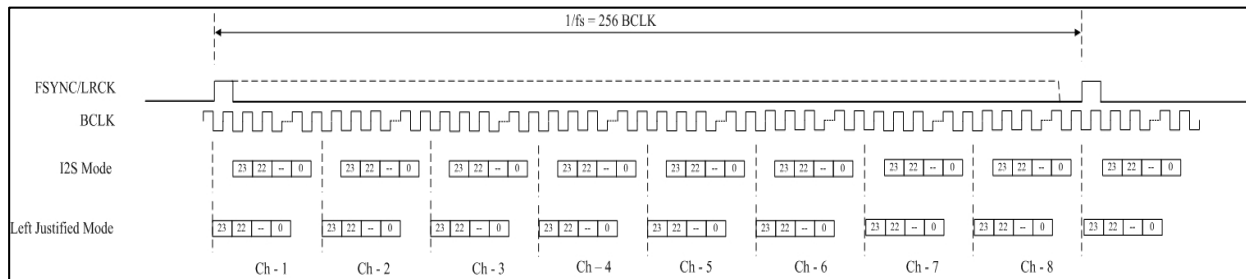 1/fs = 256 BCLK
FSYNC/LRCK
BCLK
I2S Mode
23 22 -- 0 23 22 -- 0 23 22 -- 0 23 22 -- 0 23 22 -- 0 23 22 -- 0 23 22 -- 0 23 22 -- 0 23 22 -- 0
Left Justified Mode
23 22 -- 0 23 22 -- 0 23 22 -- 0 23 22 -- 0 23 22 -- 0 23 22 -- 0 23 22 -- 0 23 22 -- 0 23 22 -- 0
Ch - 1 Ch - 2 Ch - 3 Ch – 4 Ch - 5 Ch - 6 Ch - 7 Ch - 8